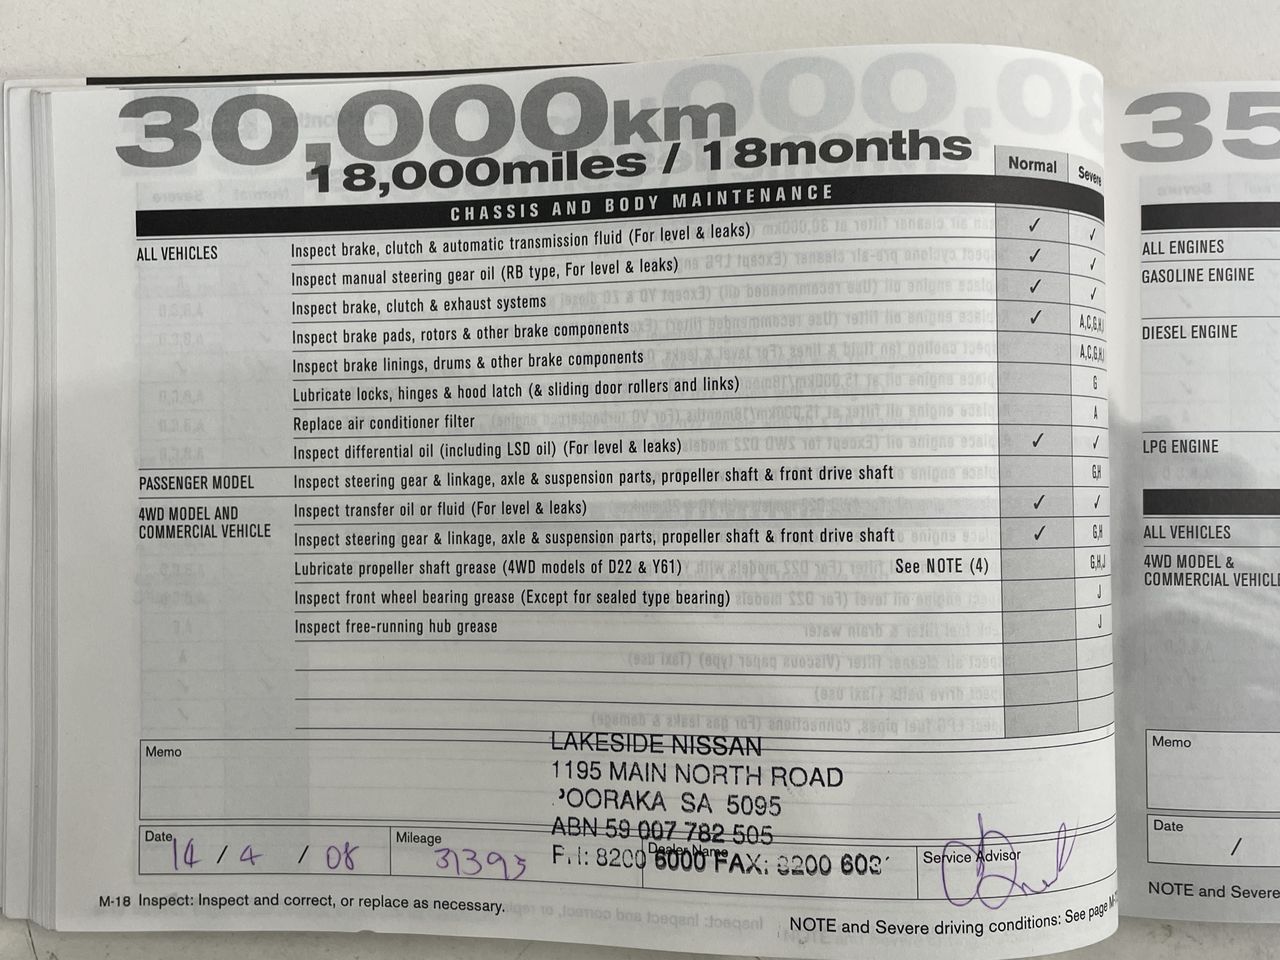 30,000km
18,000miles / 18months
Normal Severe
CHASSIS AND BODY MAINTENANCE
ALL VEHICLES Inspect brake, clutch & automatic transmission fluid (For level & leaks) ✓ ✓
Inspect manual steering gear oil (RB type, For level & leaks) ✓ ✓
Inspect brake, clutch & exhaust systems ✓ ✓
Inspect brake pads, rotors & other brake components ✓ A,C,G,H,
Inspect brake linings, drums & other brake components A,C,G,H,
Lubricate locks, hinges & hood latch (& sliding door rollers and links) G
Replace air conditioner filter A
Inspect differential oil (including LSD oil) (For level & leaks) ✓ ✓
PASSENGER MODEL Inspect steering gear & linkage, axle & suspension parts, propeller shaft & front drive shaft G,H
4WD MODEL AND COMMERCIAL VEHICLE Inspect transfer oil or fluid (For level & leaks) ✓ ✓
Inspect steering gear & linkage, axle & suspension parts, propeller shaft & front drive shaft ✓ G,H
Lubricate propeller shaft grease (4WD models of D22 & Y61) See NOTE (4) G,H,J
Inspect front wheel bearing grease (Except for sealed type bearing) J
Inspect free-running hub grease J
Memo
LAKESIDE NISSAN
1195 MAIN NORTH ROAD
OORAKA SA 5095
ABN 59 007 782 505
8200 6000 FAX: 8200 603
Date 14 / 4 / 08 Mileage 31393 Dealer Name Service Advisor
M-18 Inspect: Inspect and correct, or replace as necessary.
NOTE and Severe driving conditions: See page
35
ALL ENGINES
GASOLINE ENGINE
DIESEL ENGINE
LPG ENGINE
ALL VEHICLES
4WD MODEL &
COMMERCIAL VEHICLE
Memo
Date
/
NOTE and Severe